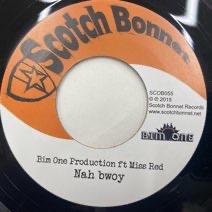 Scotch Bonnet
SCOB055
℗ © 2015
Scotch Bonnet Records
www.scotchbonnet.net
BIM ONE
Bim One Production ft Miss Red
Nah bwoy